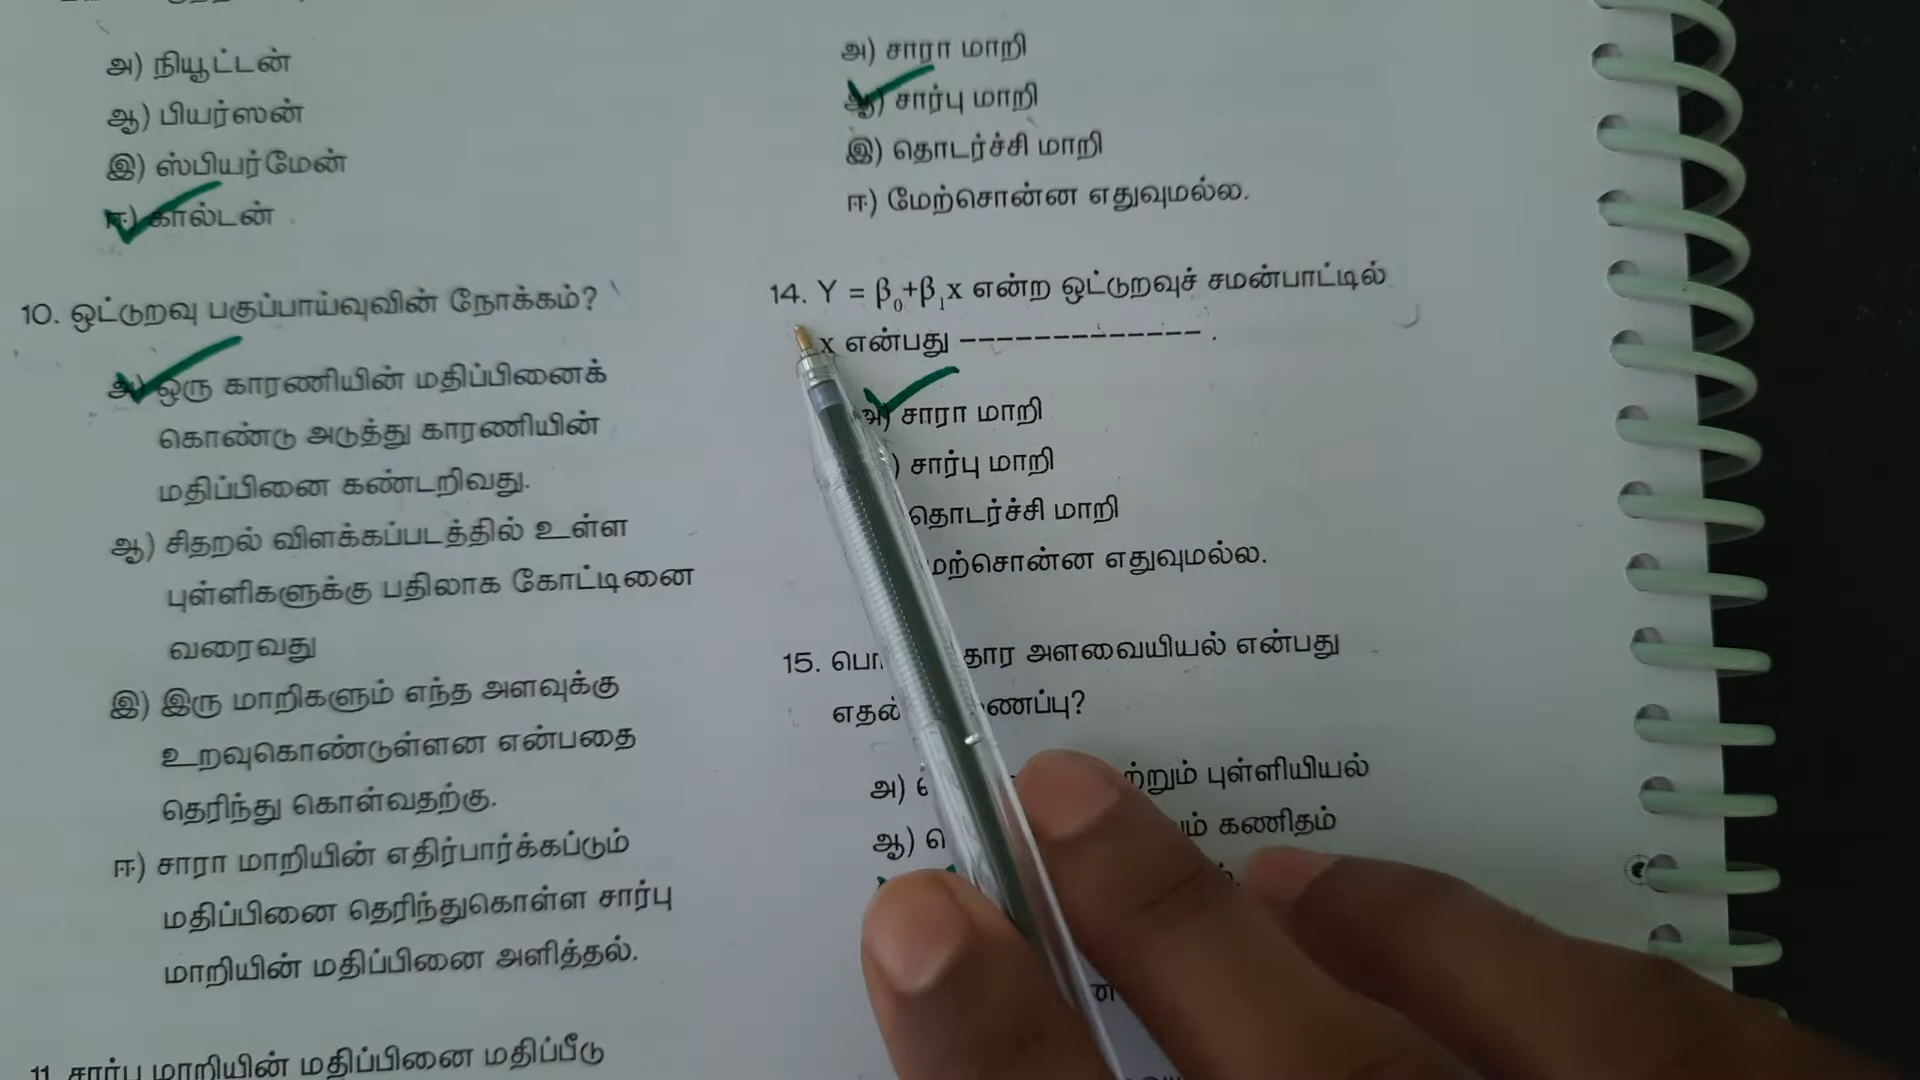 அ) நியூட்டன்
ஆ) பியர்ஸன்
இ) ஸ்பியர்மேன்
ஈ) கால்டன்
10. ஒட்டுறவு பகுப்பாய்வுவின் நோக்கம்?
அ) ஒரு காரணியின் மதிப்பினைக்
கொண்டு அடுத்து காரணியின்
மதிப்பினை கண்டறிவது.
ஆ) சிதறல் விளக்கப்படத்தில் உள்ள
புள்ளிகளுக்கு பதிலாக கோட்டினை
வரைவது
இ) இரு மாறிகளும் எந்த அளவுக்கு
உறவுகொண்டுள்ளன என்பதை
தெரிந்து கொள்வதற்கு.
ஈ) சாரா மாறியின் எதிர்பார்க்கப்டும்
மதிப்பினை தெரிந்துகொள்ள சார்பு
மாறியின் மதிப்பினை அளித்தல்.
11. சார்பு மாறியின் மதிப்பினை மதிப்பீடு
அ) சாரா மாறி
ஆ) சார்பு மாறி
இ) தொடர்ச்சி மாறி
ஈ) மேற்சொன்ன எதுவுமல்ல.
14. Y = β₀+β₁x என்ற ஒட்டுறவுச் சமன்பாட்டில்
x என்பது -------------- .
அ) சாரா மாறி
) சார்பு மாறி
தொடர்ச்சி மாறி
எதுவுமல்ல.
15. அளவையியல் என்பது
அ) புள்ளியியல்
ஆ) கணிதம்